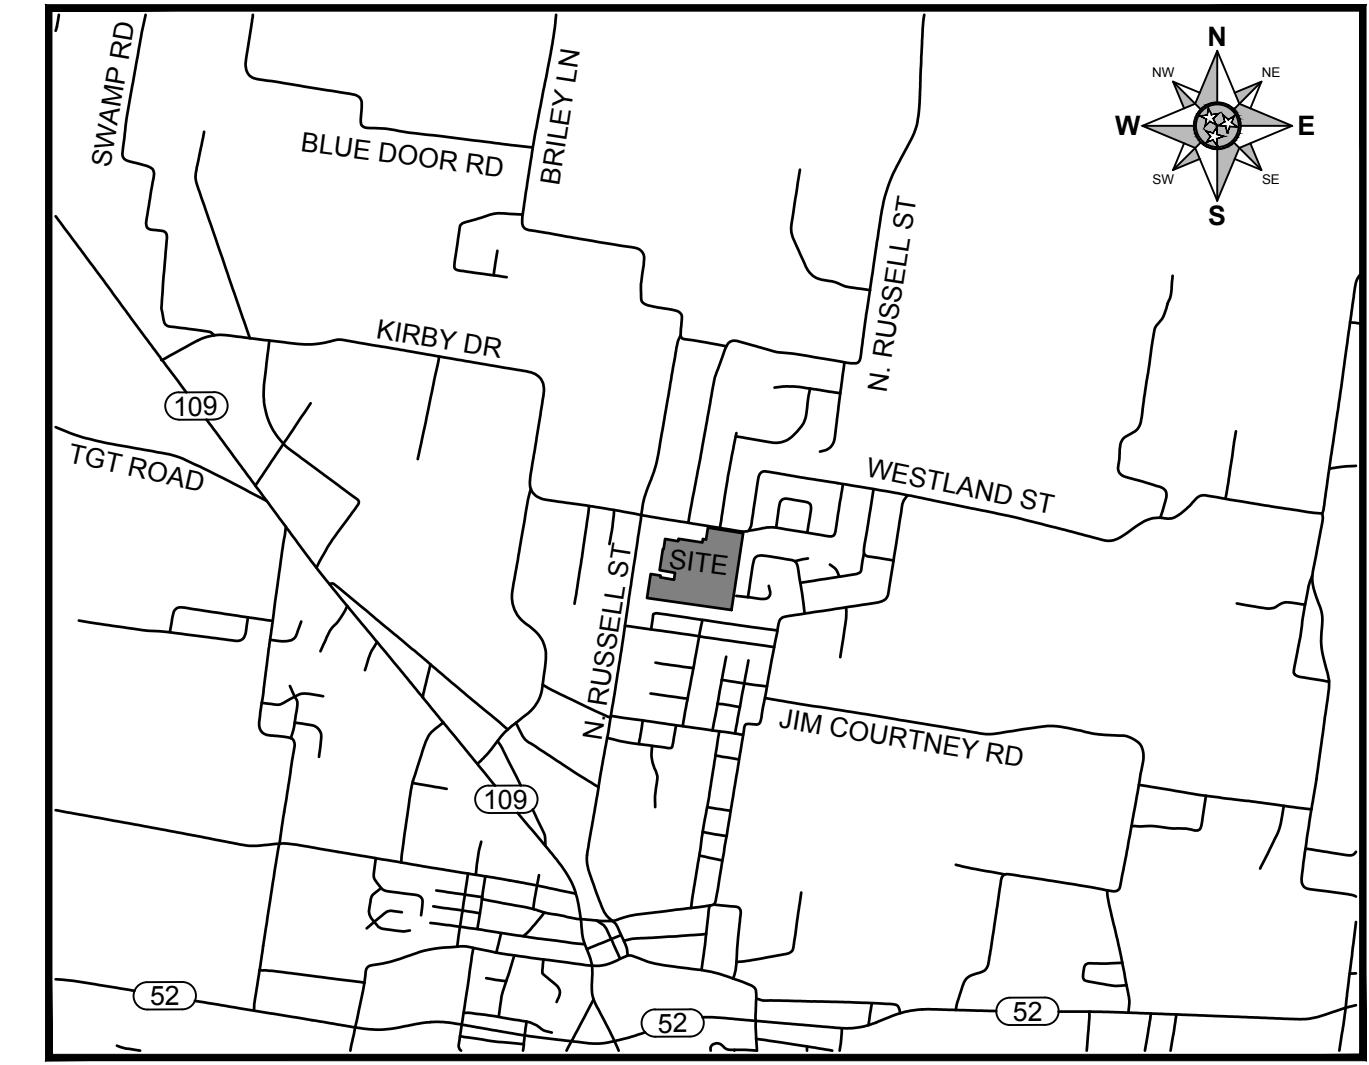 SWAMP RD
BRILEY LN
BLUE DOOR RD
N
NW
NE
W
E
SW
SE
S
N. RUSSELL ST
KIRBY DR
109
TGT ROAD
WESTLAND ST
SITE
N. RUSSELL ST
JIM COURTNEY RD
109
52
52
52